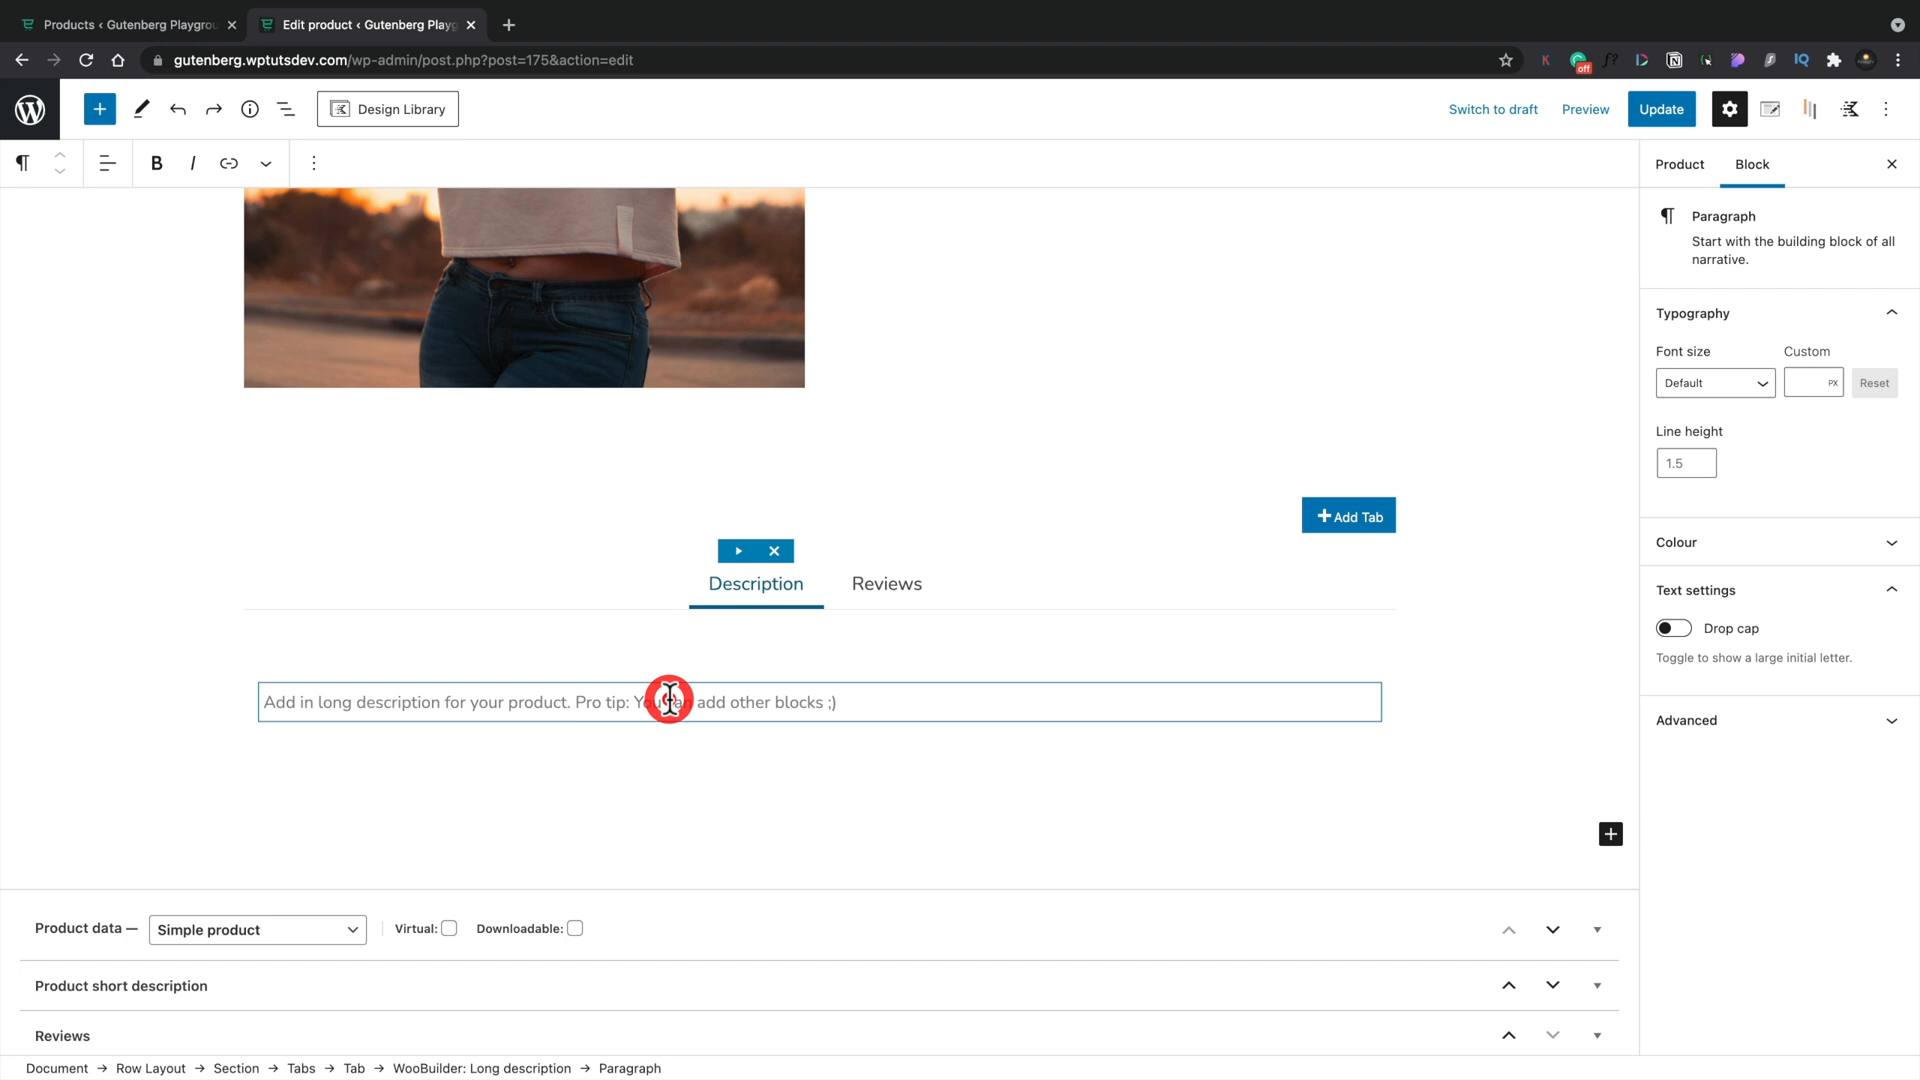 Products ‹ Gutenberg Playgrou
Edit product ‹ Gutenberg Playg
gutenberg.wptutsdev.com/wp-admin/post.php?post=175&action=edit
off
Design Library
Switch to draft
Preview
Update
Product
Block
Paragraph
Start with the building block of all
narrative.
Typography
Font size
Custom
Default
PX
Reset
Line height
1.5
+ Add Tab
Description
Reviews
Colour
Text settings
Drop cap
Toggle to show a large initial letter.
Add in long description for your product. Pro tip: You can add other blocks ;)
Advanced
Product data —
Simple product
Virtual:
Downloadable:
Product short description
Reviews
Document → Row Layout → Section → Tabs → Tab → WooBuilder: Long description → Paragraph